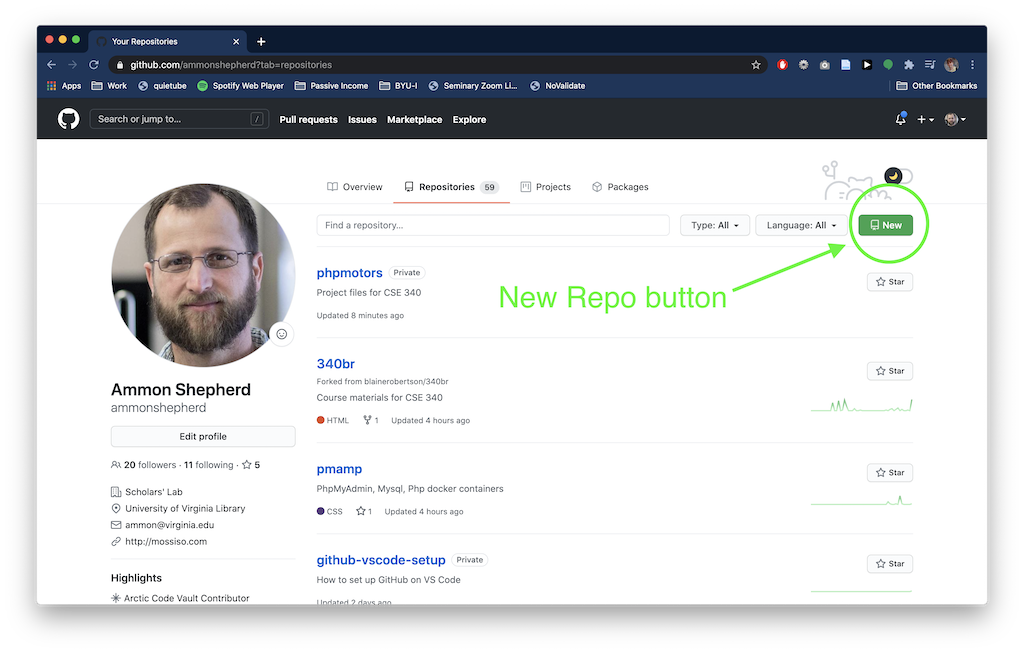 Your Repositories
github.com/ammonshepherd?tab=repositories
Apps Work quietube Spotify Web Player Passive Income BYU-I Seminary Zoom Li... NoValidate Other Bookmarks
Search or jump to... / Pull requests Issues Marketplace Explore
Overview Repositories 59 Projects Packages
Find a repository... Type: All Language: All New
phpmotors Private
Star
Project files for CSE 340
Updated 8 minutes ago
New Repo button
340br
Star
Forked from blainerobertson/340br
Course materials for CSE 340
HTML 1 Updated 4 hours ago
pmamp
Star
PhpMyAdmin, Mysql, Php docker containers
CSS 1 Updated 4 hours ago
github-vscode-setup Private
Star
How to set up GitHub on VS Code
Updated 2 days ago
Ammon Shepherd
ammonshepherd
Edit profile
20 followers · 11 following · 5
Scholars' Lab
University of Virginia Library
ammon@virginia.edu
http://mossiso.com
Highlights
Arctic Code Vault Contributor